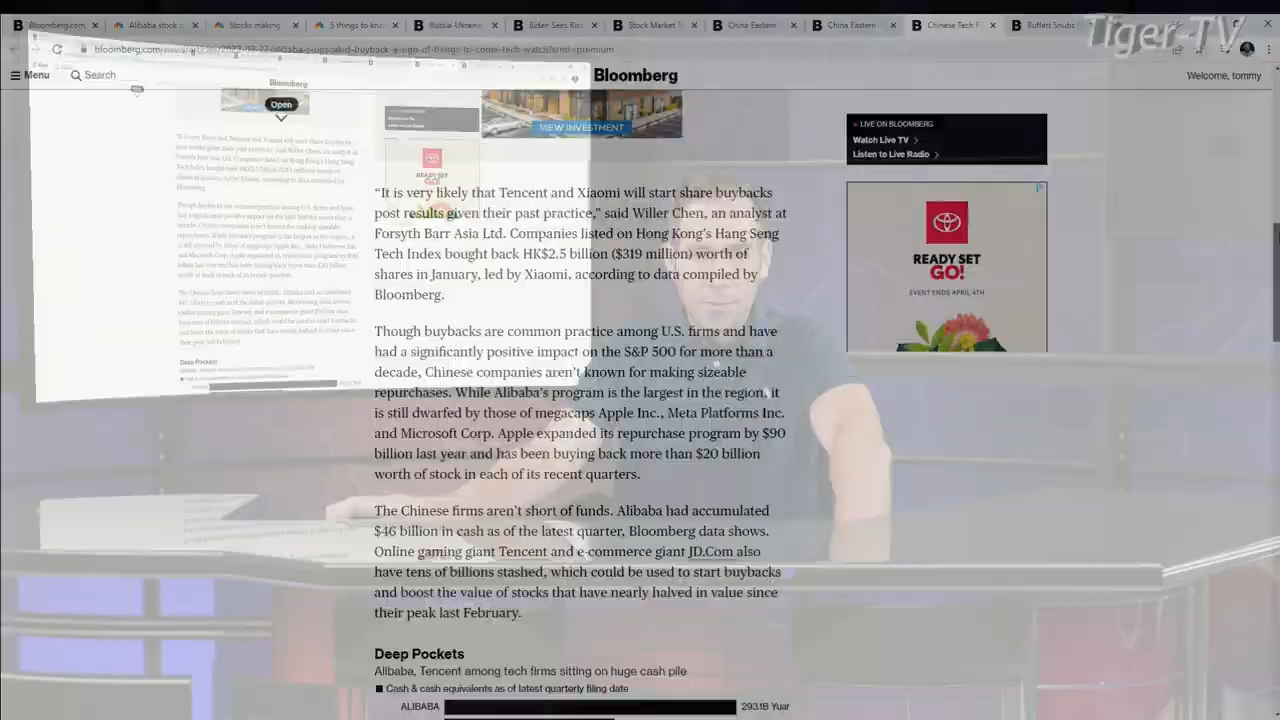 Bloomberg.com
Alibaba stock
Stocks making
5 things to kno
Russia-Ukraine
Biden Sees Ris
Stock Market T
China Eastern
China Eastern
Chinese Tech F
Buffett Snubs
Tiger-TV
Menu
Search
Bloomberg
Welcome, tommy
Bloomberg
Open
VIEW INVESTMENT
LIVE ON BLOOMBERG
Watch Live TV >
Listen to Live Radio >
READY SET
GO!
EVENT ENDS APRIL 4TH
“It is very likely that Tencent and Xiaomi will start share buybacks
post results given their past practice,” said Willer Chen, an analyst at
Forsyth Barr Asia Ltd. Companies listed on Hong Kong's Hang Seng
Tech Index bought back HK$2.5 billion ($319 million) worth of
shares in January, led by Xiaomi, according to data compiled by
Bloomberg.
Though buybacks are common practice among U.S. firms and have
had a significantly positive impact on the S&P 500 for more than a
decade, Chinese companies aren't known for making sizeable
repurchases. While Alibaba's program is the largest in the region, it
is still dwarfed by those of megacaps Apple Inc., Meta Platforms Inc.
and Microsoft Corp. Apple expanded its repurchase program by $90
billion last year and has been buying back more than $20 billion
worth of stock in each of its recent quarters.
The Chinese firms aren't short of funds. Alibaba had accumulated
$46 billion in cash as of the latest quarter, Bloomberg data shows.
Online gaming giant Tencent and e-commerce giant JD.Com also
have tens of billions stashed, which could be used to start buybacks
and boost the value of stocks that have nearly halved in value since
their peak last February.
Deep Pockets
Alibaba, Tencent among tech firms sitting on huge cash pile
Cash & cash equivalents as of latest quarterly filing date
ALIBABA
293.1B Yuar
READY SET
GO!
Deep Pockets